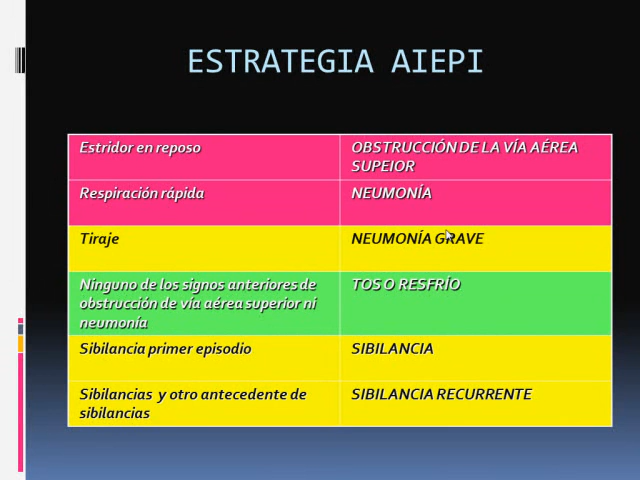 ESTRATEGIA AIEPI
Estridor en reposo
OBSTRUCCIÓN DE LA VÍA AÉREA
SUPEIOR
Respiración rápida
NEUMONÍA
Tiraje
NEUMONÍA GRAVE
Ninguno de los signos anteriores de
obstrucción de vía aérea superior ni
neumonía
TOS O RESFRÍO
Sibilancia primer episodio
SIBILANCIA
Sibilancias y otro antecedente de
sibilancias
SIBILANCIA RECURRENTE